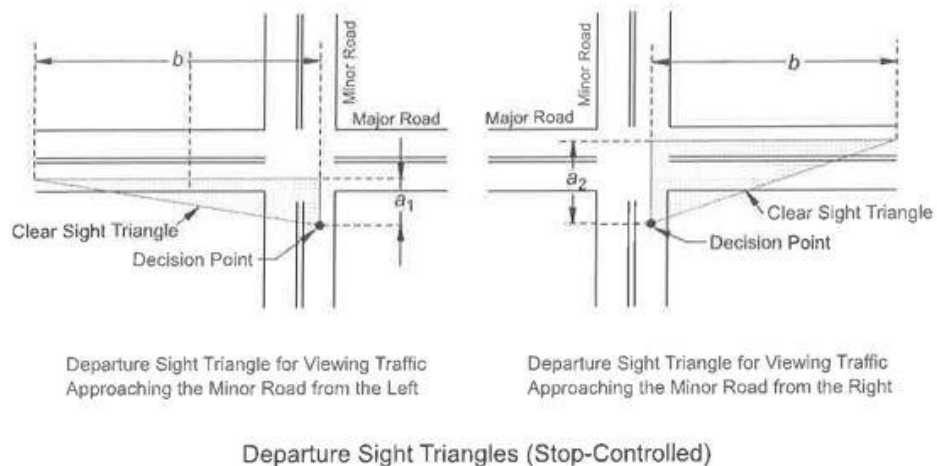 b
Minor Road
Major Road
a1
Clear Sight Triangle
Decision Point
b
Minor Road
Major Road
a2
Clear Sight Triangle
Decision Point
Departure Sight Triangle for Viewing Traffic
Approaching the Minor Road from the Left
Departure Sight Triangle for Viewing Traffic
Approaching the Minor Road from the Right
Departure Sight Triangles (Stop-Controlled)